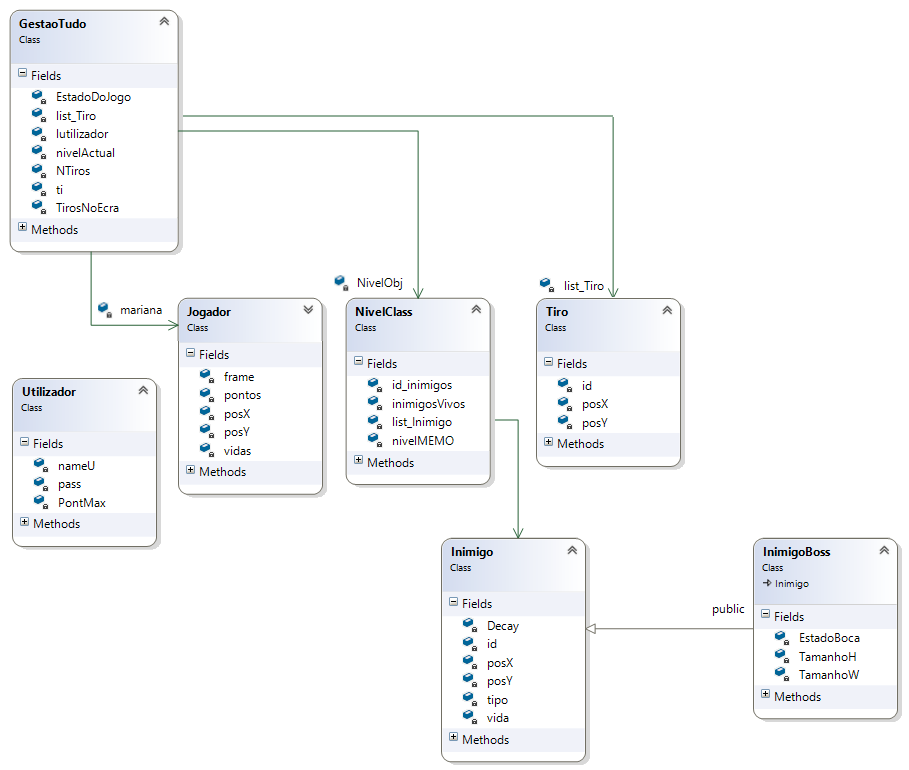 GestaoTudo
Class
Fields
EstadoDoJogo
list_Tiro
lutilizador
nivelActual
NTiros
ti
TirosNoEcra
Methods
mariana
NivelObj
list_Tiro
Jogador
Class
Fields
frame
pontos
posX
posY
vidas
Methods
NivelClass
Class
Fields
id_inimigos
inimigosVivos
list_Inimigo
nivelMEMO
Methods
Tiro
Class
Fields
id
posX
posY
Methods
Utilizador
Class
Fields
nameU
pass
PontMax
Methods
Inimigo
Class
Fields
Decay
id
posX
posY
tipo
vida
Methods
public
InimigoBoss
Class
Inimigo
Fields
EstadoBoca
TamanhoH
TamanhoW
Methods